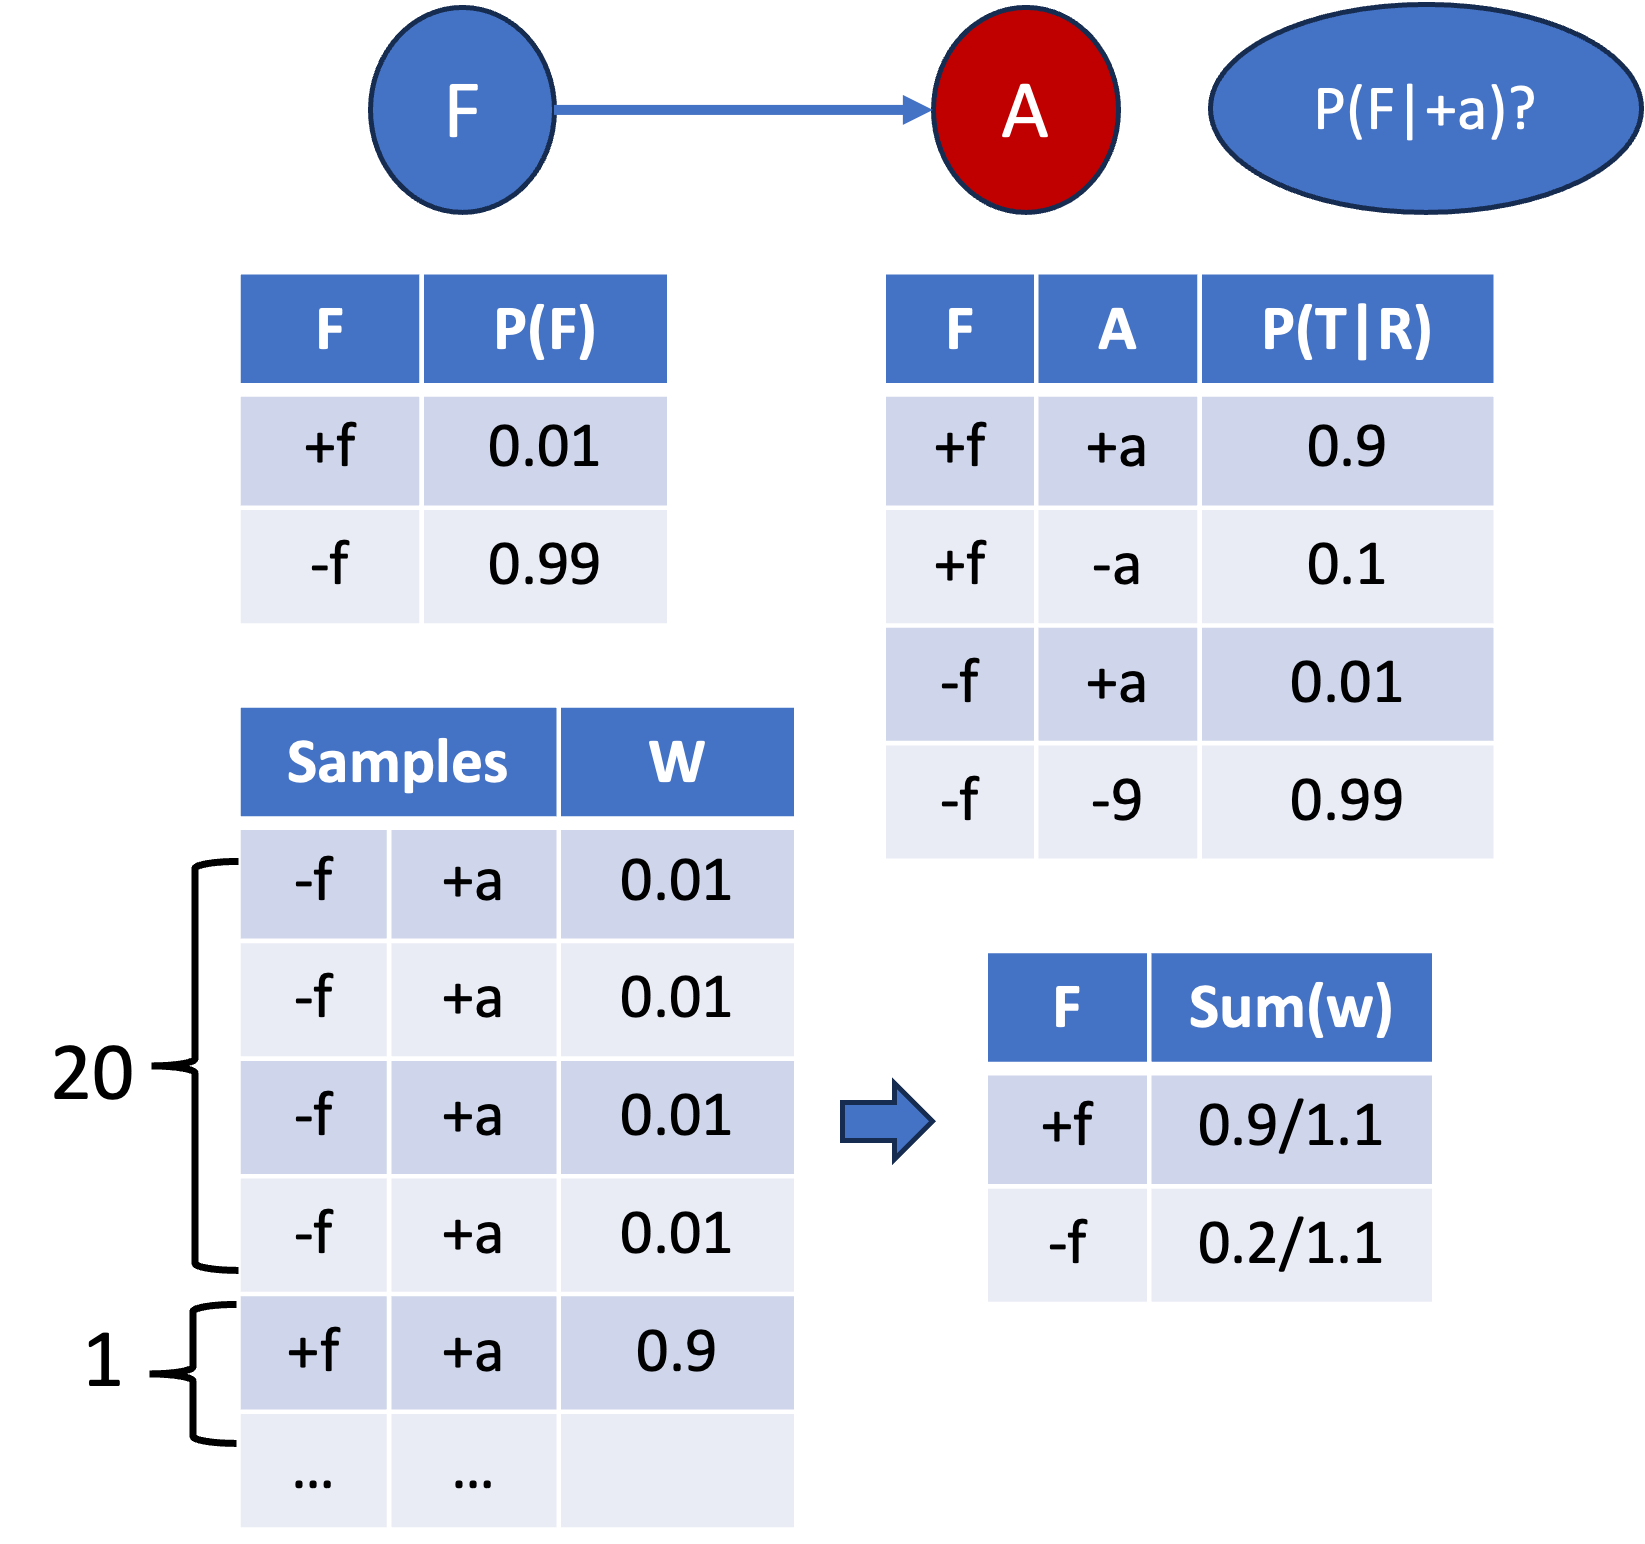 F
A
P(F|+a)?
F P(F)
+f 0.01
-f 0.99
F A P(T|R)
+f +a 0.9
+f -a 0.1
-f +a 0.01
-f -9 0.99
Samples W
-f +a 0.01
-f +a 0.01
20
-f +a 0.01
-f +a 0.01
1
+f +a 0.9
... ...
F Sum(w)
+f 0.9/1.1
-f 0.2/1.1